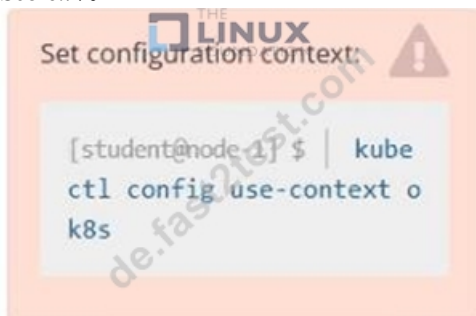 THE
LINUX
Set configuration context:
[student@node-1] $ | kube
ctl config use-context o
k8s
de.fast2test.com